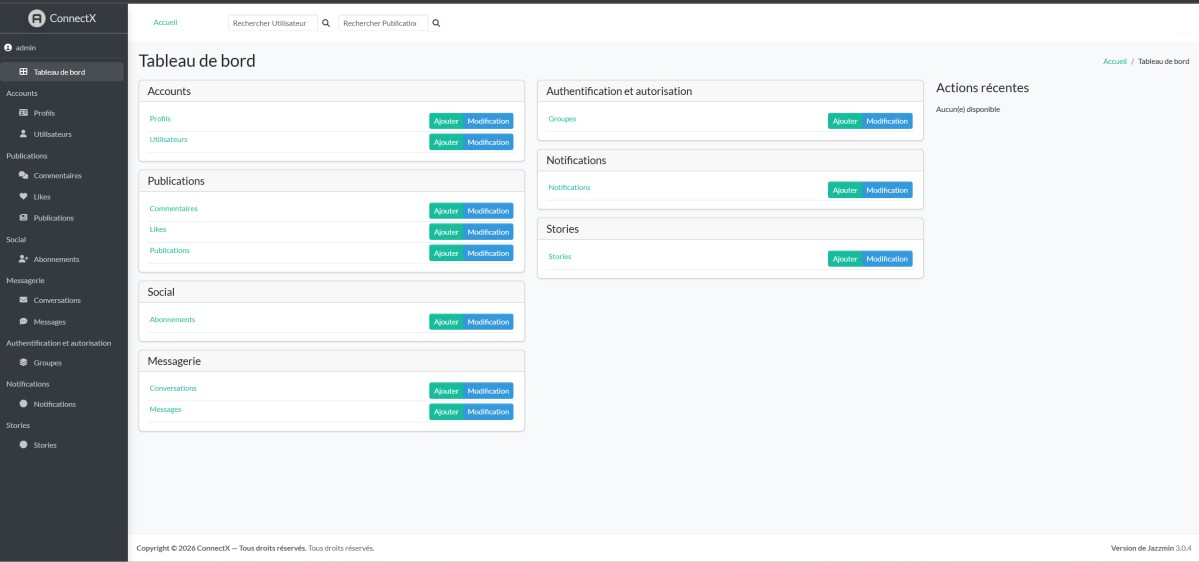 ConnectX
admin
Tableau de bord
Accounts
Profils
Utilisateurs
Publications
Commentaires
Likes
Publications
Social
Abonnements
Messagerie
Conversations
Messages
Authentification et autorisation
Groupes
Notifications
Notifications
Stories
Stories
Accueil
Rechercher Utilisateur
Rechercher Publicatio
Tableau de bord
Accueil / Tableau de bord
Accounts
Profils Ajouter Modification
Utilisateurs Ajouter Modification
Publications
Commentaires Ajouter Modification
Likes Ajouter Modification
Publications Ajouter Modification
Social
Abonnements Ajouter Modification
Messagerie
Conversations Ajouter Modification
Messages Ajouter Modification
Authentification et autorisation
Groupes Ajouter Modification
Notifications
Notifications Ajouter Modification
Stories
Stories Ajouter Modification
Actions récentes
Aucun(e) disponible
Copyright © 2026 ConnectX — Tous droits réservés. Tous droits réservés.
Version de Jazzmin 3.0.4